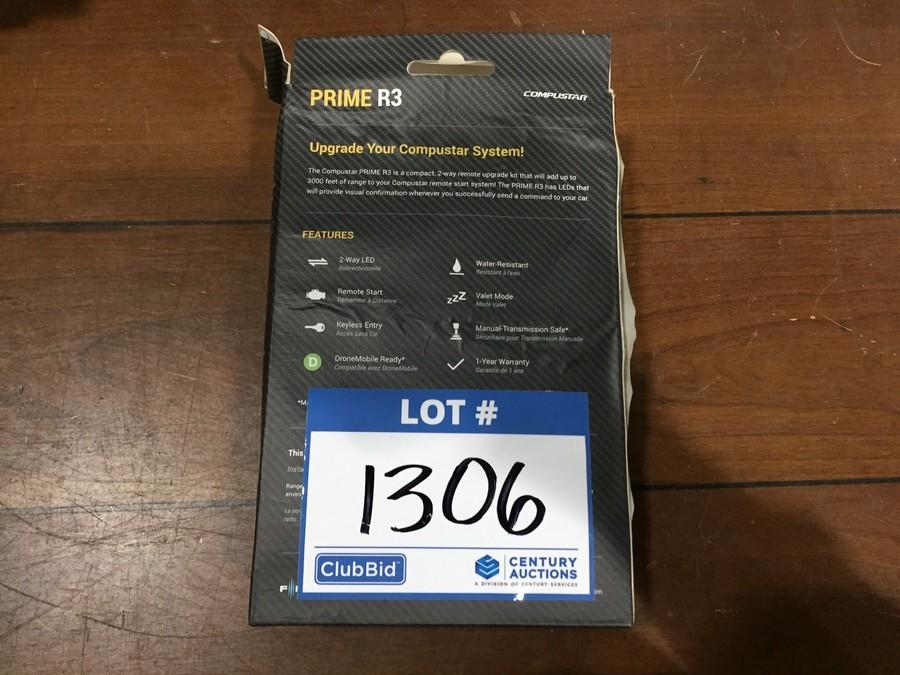 PRIME R3
COMPUSTAR
Upgrade Your Compustar System!
The Compustar PRIME R3 is a compact, 2-way remote upgrade kit that will add up to
3000 feet of range to your Compustar remote start system! The PRIME R3 has LEDs that
will provide visual confirmation whenever you successfully send a command to your car.
FEATURES
2-Way LED
Bidirectionnelle
Water-Resistant
Résistant à l'eau
Remote Start
Démarreur à Distance
zzZ
Valet Mode
Mode Valet
Keyless Entry
Accès sans Clé
Manual-Transmission Safe*
Sécuritaire pour Transmission Manuelle
D
DroneMobile Ready*
Compatible avec DroneMobile
1-Year Warranty
Garantie de 1 ans
This
Range
radio.
LOT #
1306
ClubBid
CENTURY
AUCTIONS
A DIVISION OF CENTURY SERVICES